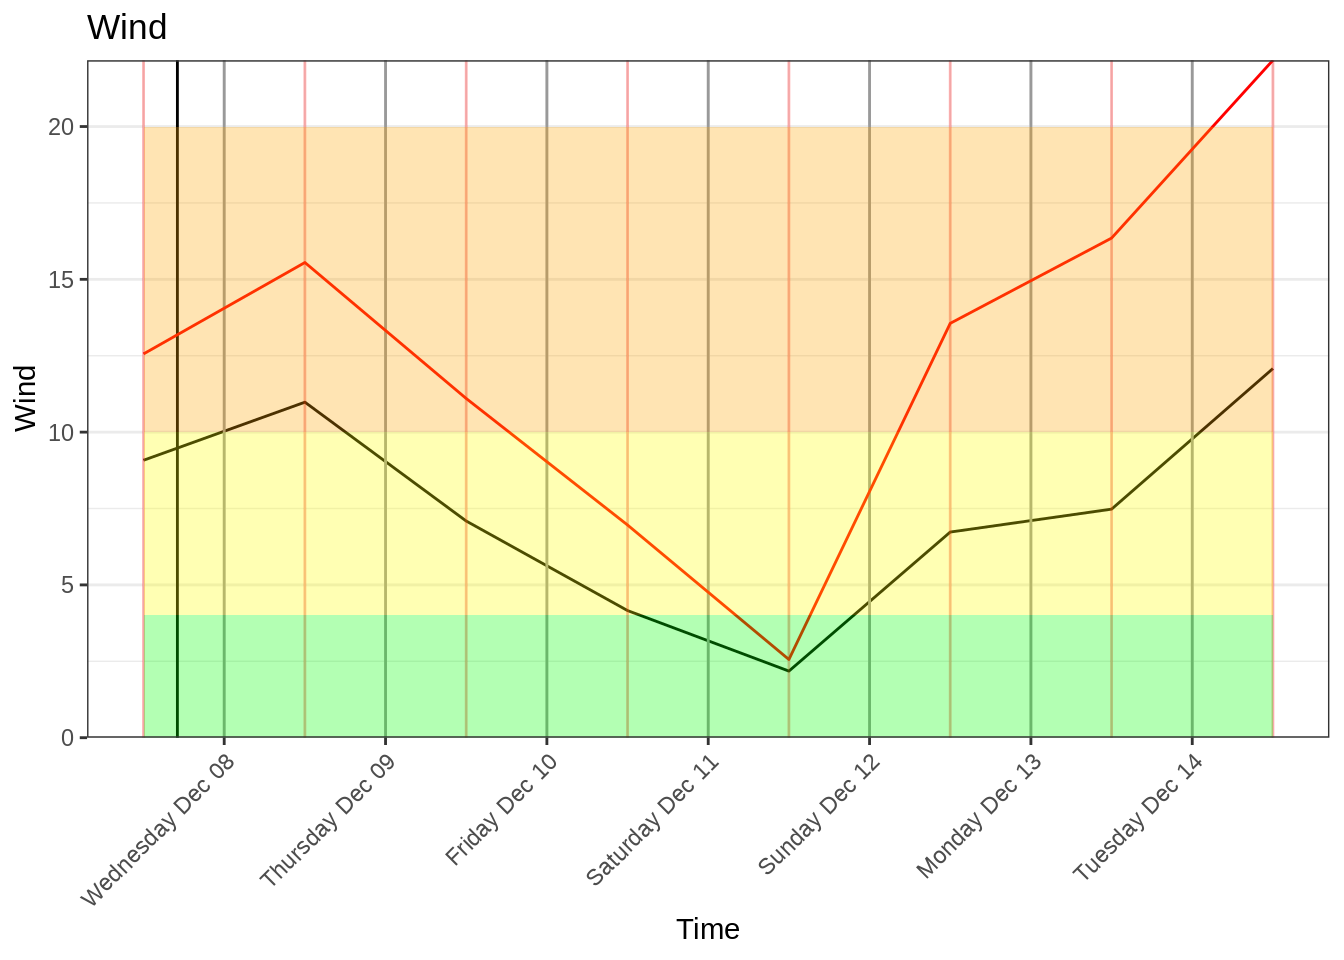 Wind
20
15
10
5
0
Wind
Wednesday Dec 08
Thursday Dec 09
Friday Dec 10
Saturday Dec 11
Sunday Dec 12
Monday Dec 13
Tuesday Dec 14
Time